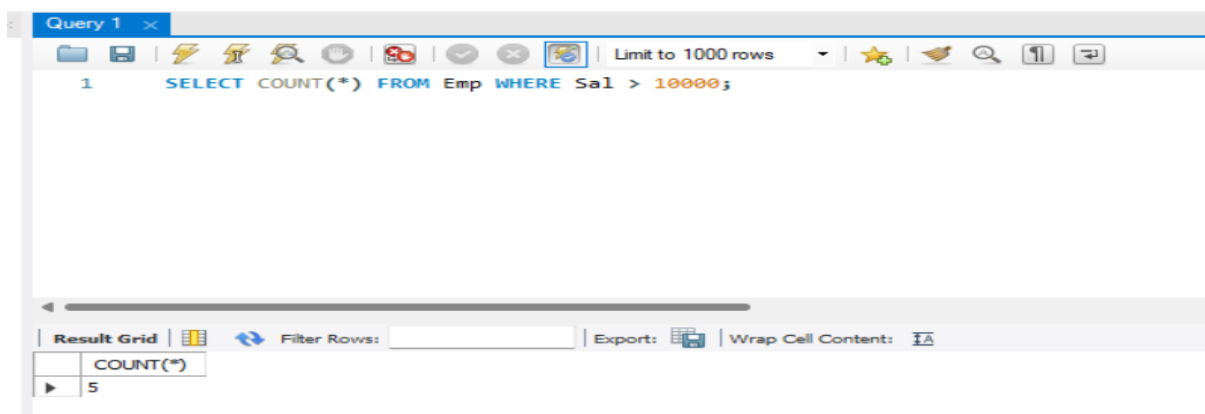 Query 1
Limit to 1000 rows
1 SELECT COUNT(*) FROM Emp WHERE Sal > 10000;
Result Grid Filter Rows: Export: Wrap Cell Content: IA
COUNT(*)
5